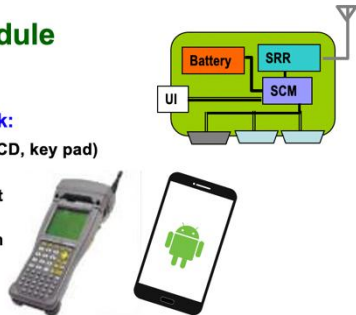 dule
Battery
SRR
SCM
UI
k:
CD, key pad)
t
n